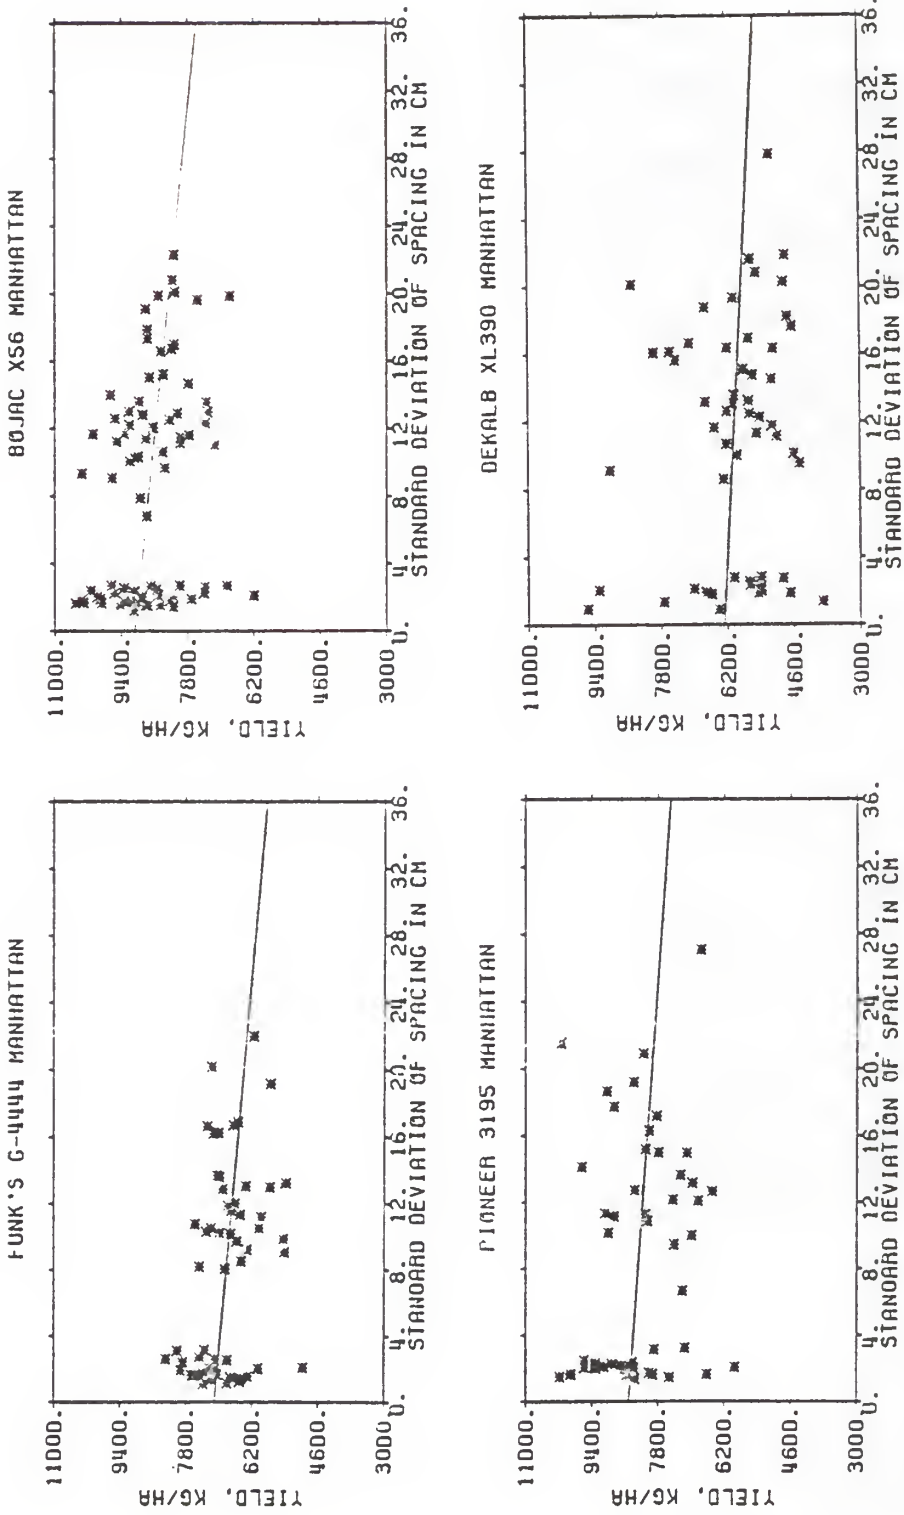 FUNK'S G-4444 MANHATTAN
11000.
9400.
7800.
6200.
4600.
3000.
YIELD, KG/HA
0. 4. 8. 12. 16. 20. 24. 28. 32. 36.
STANDARD DEVIATION OF SPACING IN CM
BOJAC X56 MANHATTAN
11000.
9400.
7800.
6200.
4600.
3000.
YIELD, KG/HA
0. 4. 8. 12. 16. 20. 24. 28. 32. 36.
STANDARD DEVIATION OF SPACING IN CM
PIONEER 3195 MANHATTAN
11000.
9400.
7800.
6200.
4600.
3000.
YIELD, KG/HA
0. 4. 8. 12. 16. 20. 24. 28. 32. 36.
STANDARD DEVIATION OF SPACING IN CM
DEKALB XL390 MANHATTAN
11000.
9400.
7800.
6200.
4600.
3000.
YIELD, KG/HA
0. 4. 8. 12. 16. 20. 24. 28. 32. 36.
STANDARD DEVIATION OF SPACING IN CM